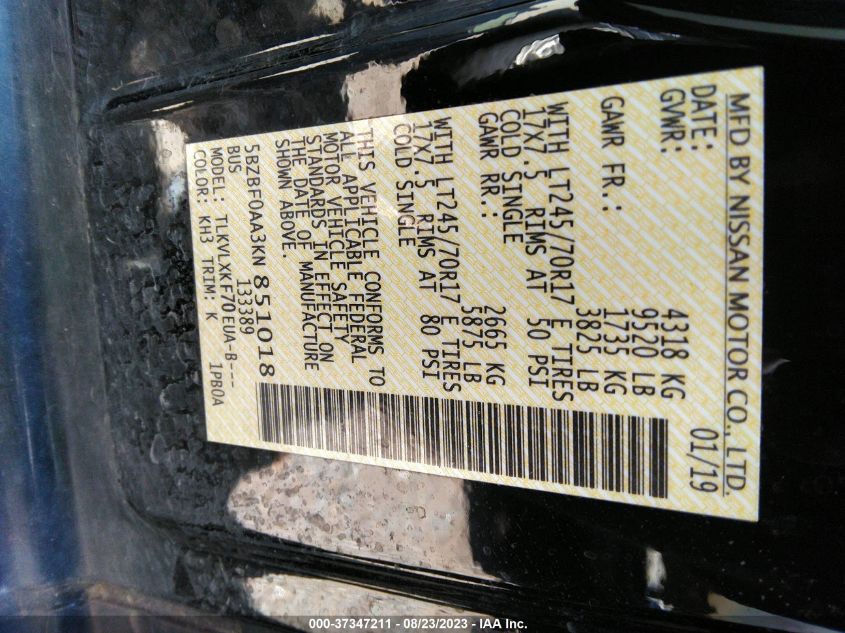 MFD BY NISSAN MOTOR CO., LTD.
DATE: 01/19
GVWR: 4318 KG
9520 LB
GAWR FR.: 1735 KG
3825 LB
WITH LT245/70R17 E TIRES
17X7.5 RIMS AT 50 PSI
COLD SINGLE
GAWR RR.: 2665 KG
5875 LB
WITH LT245/70R17 E TIRES
17X7.5 RIMS AT 80 PSI
COLD SINGLE
THIS VEHICLE CONFORMS TO
ALL APPLICABLE FEDERAL
MOTOR VEHICLE SAFETY
STANDARDS IN EFFECT ON
THE DATE OF MANUFACTURE
SHOWN ABOVE.
5BZBF0AA3KN851018
BUS 133389
MODEL: TLKVLXKF70EUA-B---
COLOR: KH3 TRIM: K 1PB0A
000-37347211 - 08/23/2023 - IAA Inc.